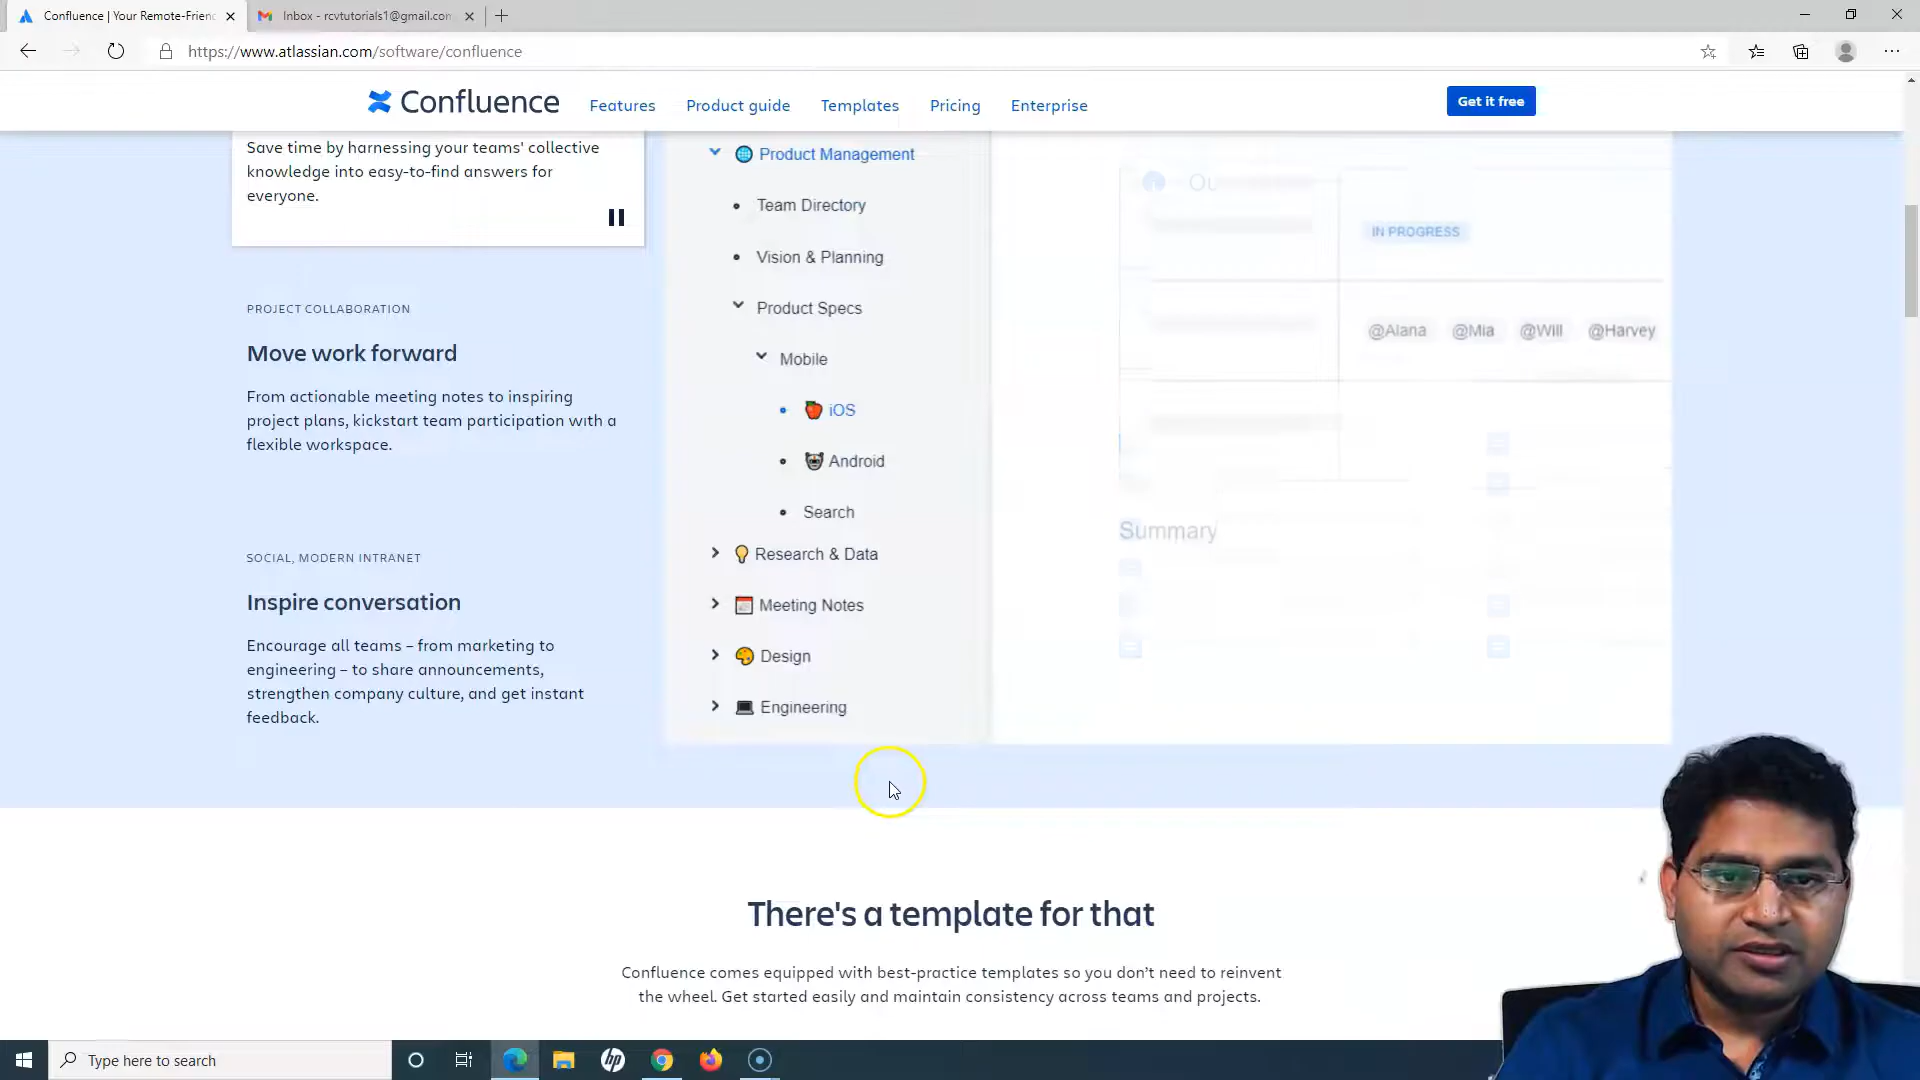 Confluence | Your Remote-Frien
Inbox - rcvtutorials1@gmail.con
https://www.atlassian.com/software/confluence
Confluence
Features
Product guide
Templates
Pricing
Enterprise
Get it free
Save time by harnessing your teams' collective
knowledge into easy-to-find answers for
everyone.
PROJECT COLLABORATION
Move work forward
From actionable meeting notes to inspiring
project plans, kickstart team participation with a
flexible workspace.
SOCIAL, MODERN INTRANET
Inspire conversation
Encourage all teams – from marketing to
engineering – to share announcements,
strengthen company culture, and get instant
feedback.
Product Management
Team Directory
Vision & Planning
Product Specs
Mobile
iOS
Android
Search
Research & Data
Meeting Notes
Design
Engineering
Ou
IN PROGRESS
@Alana @Mia @Will @Harvey
Summary
There's a template for that
Confluence comes equipped with best-practice templates so you don't need to reinvent
the wheel. Get started easily and maintain consistency across teams and projects.
Type here to search
hp